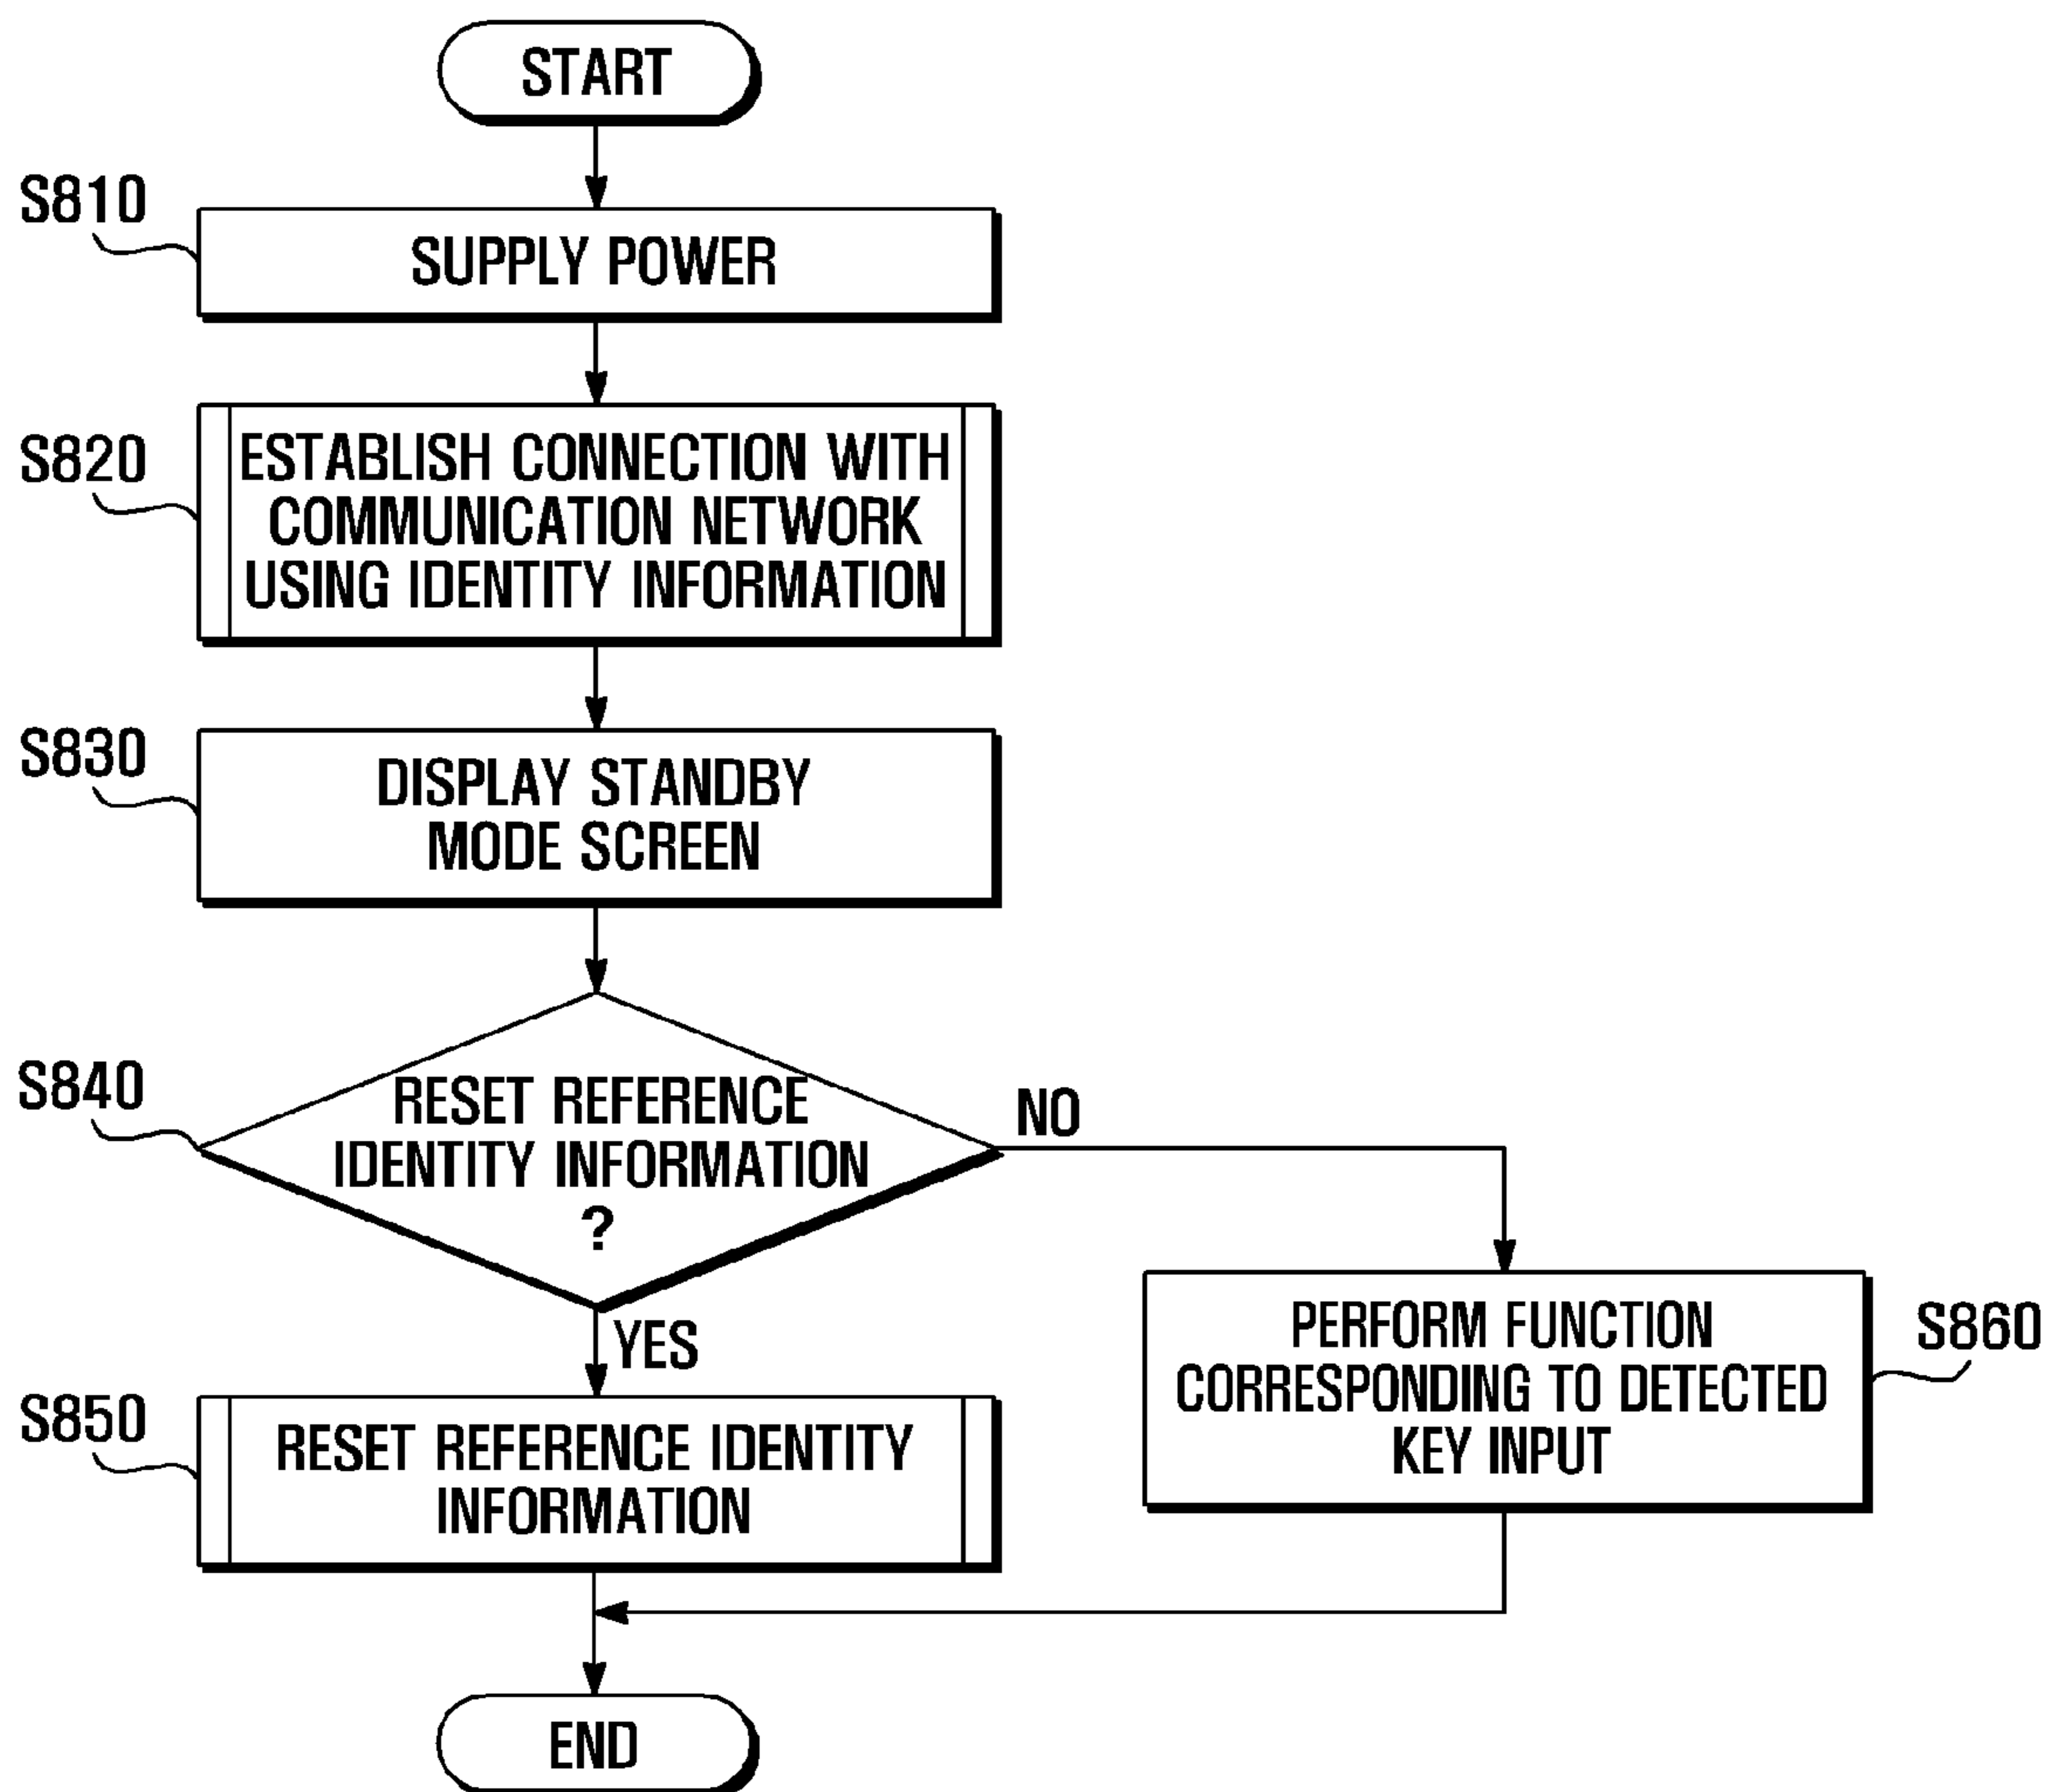 START
S810
SUPPLY POWER
S820
ESTABLISH CONNECTION WITH
COMMUNICATION NETWORK
USING IDENTITY INFORMATION
S830
DISPLAY STANDBY
MODE SCREEN
S840
RESET REFERENCE
IDENTITY INFORMATION
?
NO
YES
S850
RESET REFERENCE IDENTITY
INFORMATION
PERFORM FUNCTION
CORRESPONDING TO DETECTED
KEY INPUT
S860
END